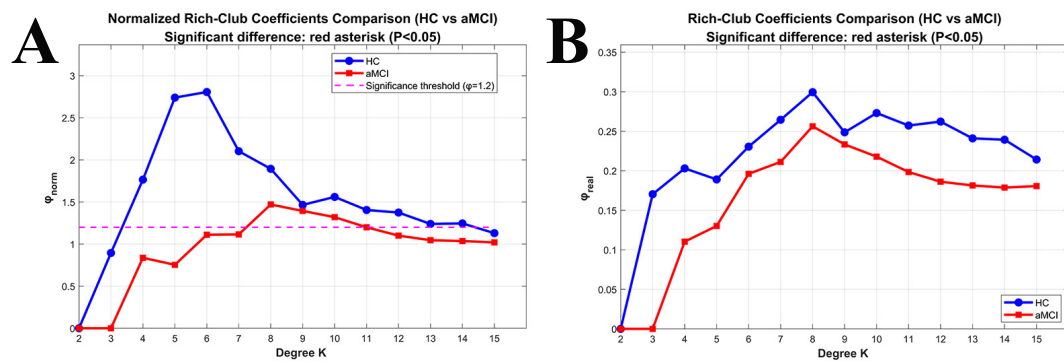 A
Normalized Rich-Club Coefficients Comparison (HC vs aMCI)
Significant difference: red asterisk (P<0.05)
HC
aMCI
Significance threshold (φ=1.2)
3
2.5
2
1.5
1
0.5
0
φnorm
2 3 4 5 6 7 8 9 10 11 12 13 14 15
Degree K
B
Rich-Club Coefficients Comparison (HC vs aMCI)
Significant difference: red asterisk (P<0.05)
0.35
0.3
0.25
0.2
0.15
0.1
0.05
0
φreal
HC
aMCI
2 3 4 5 6 7 8 9 10 11 12 13 14 15
Degree K